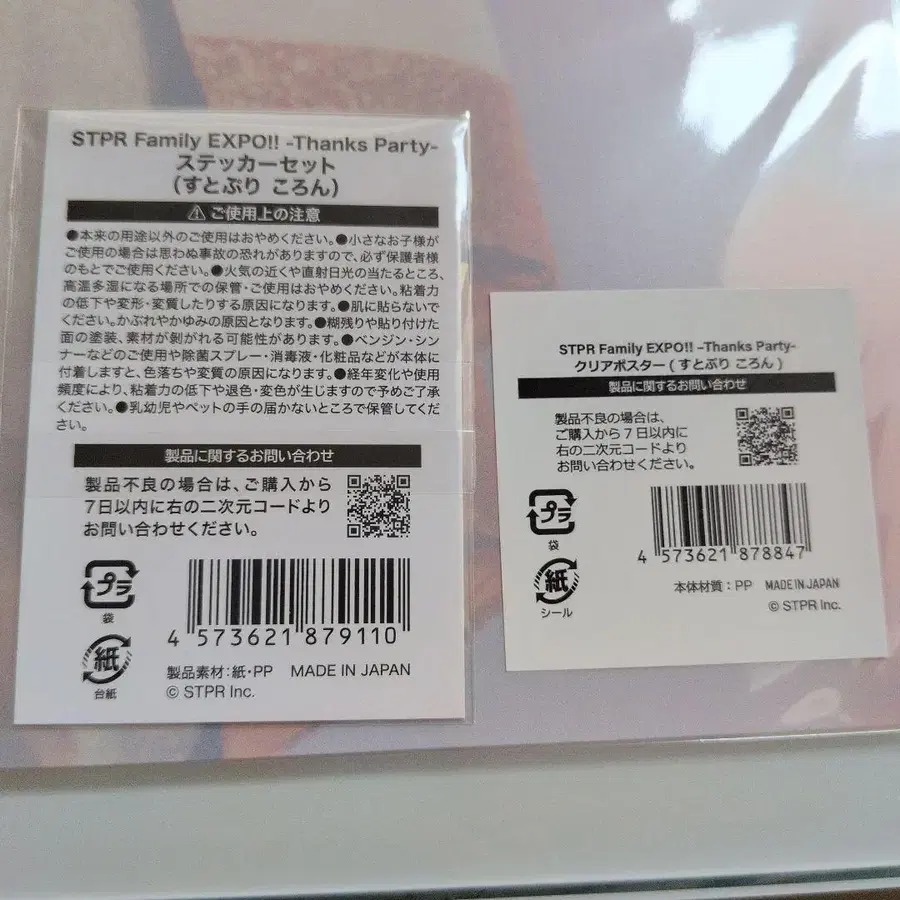 STPR Family EXPO!! -Thanks Party-
ステッカーセット
(すとぷり ころん)
⚠ ご使用上の注意
●本来の用途以外のご使用はおやめください。●小さなお子様が
ご使用の場合は思わぬ事故の恐れがありますので、必ず保護者様
のもとでご使用ください。●火気の近くや直射日光の当たるところ、
高温多湿になる場所での保管・ご使用はおやめください。粘着力
の低下や変形・変質したりする原因になります。●肌に貼らないで
ください。かぶれやかゆみの原因となります。●糊残りや貼り付けた
面の塗装、素材が剝がれる可能性があります。●ベンジン・シン
ナーなどのご使用や除菌スプレー・消毒液・化粧品などが本体に
付着しますと、色落ちや変質の原因になります。●経年変化や使用
頻度により、粘着力の低下や退色・変色が生じますので予めご了承
ください。●乳幼児やペットの手の届かないところで保管してくだ
さい。
製品に関するお問い合わせ
製品不良の場合は、ご購入から
7日以内に右の二次元コードより
お問い合わせください。
プラ
袋
紙
台紙
4 573621 879110
製品素材:紙・PP MADE IN JAPAN
© STPR Inc.
STPR Family EXPO!! -Thanks Party-
クリアポスター(すとぷり ころん)
製品に関するお問い合わせ
製品不良の場合は、
ご購入から7日以内に
右の二次元コードより
お問い合わせください。
プラ
袋
紙
シール
4 573621 878847
本体材質:PP MADE IN JAPAN
© STPR Inc.